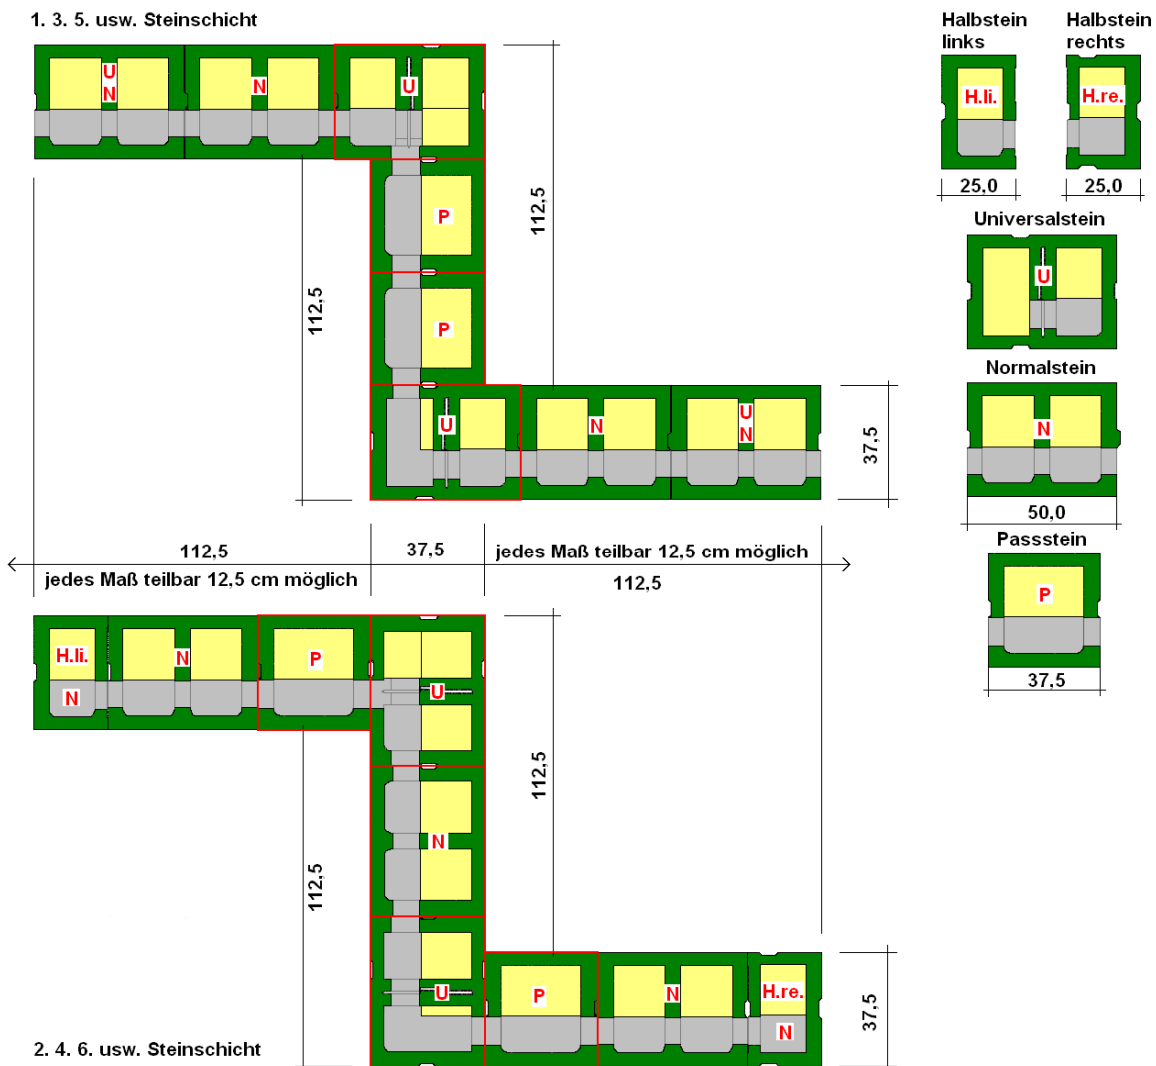 1. 3. 5. usw. Steinschicht
U
N
N
U
P
P
U
N
U
N
112,5
112,5
37,5
112,5
37,5
jedes Maß teilbar 12,5 cm möglich
jedes Maß teilbar 12,5 cm möglich
112,5
H.li.
N
N
P
U
N
U
P
N
H.re.
N
112,5
112,5
37,5
2. 4. 6. usw. Steinschicht
Halbstein
links
H.li.
25,0
Halbstein
rechts
H.re.
25,0
Universalstein
U
Normalstein
N
50,0
Passstein
P
37,5